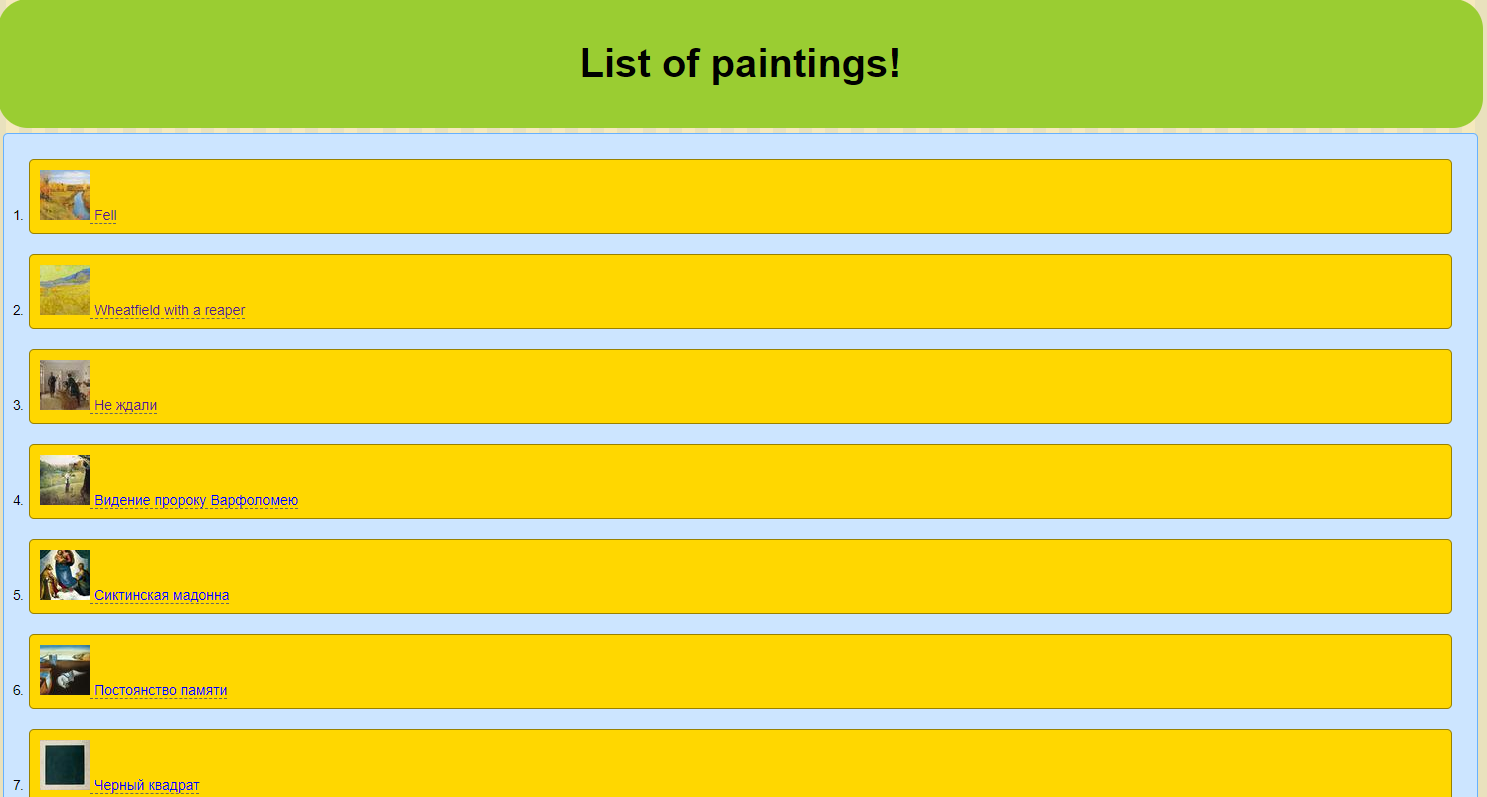 List of paintings!
1. Fell
2. Wheatfield with a reaper
3. Не ждали
4. Видение пророку Варфоломею
5. Сиктинская мадонна
6. Постоянство памяти
7. Черный квадрат